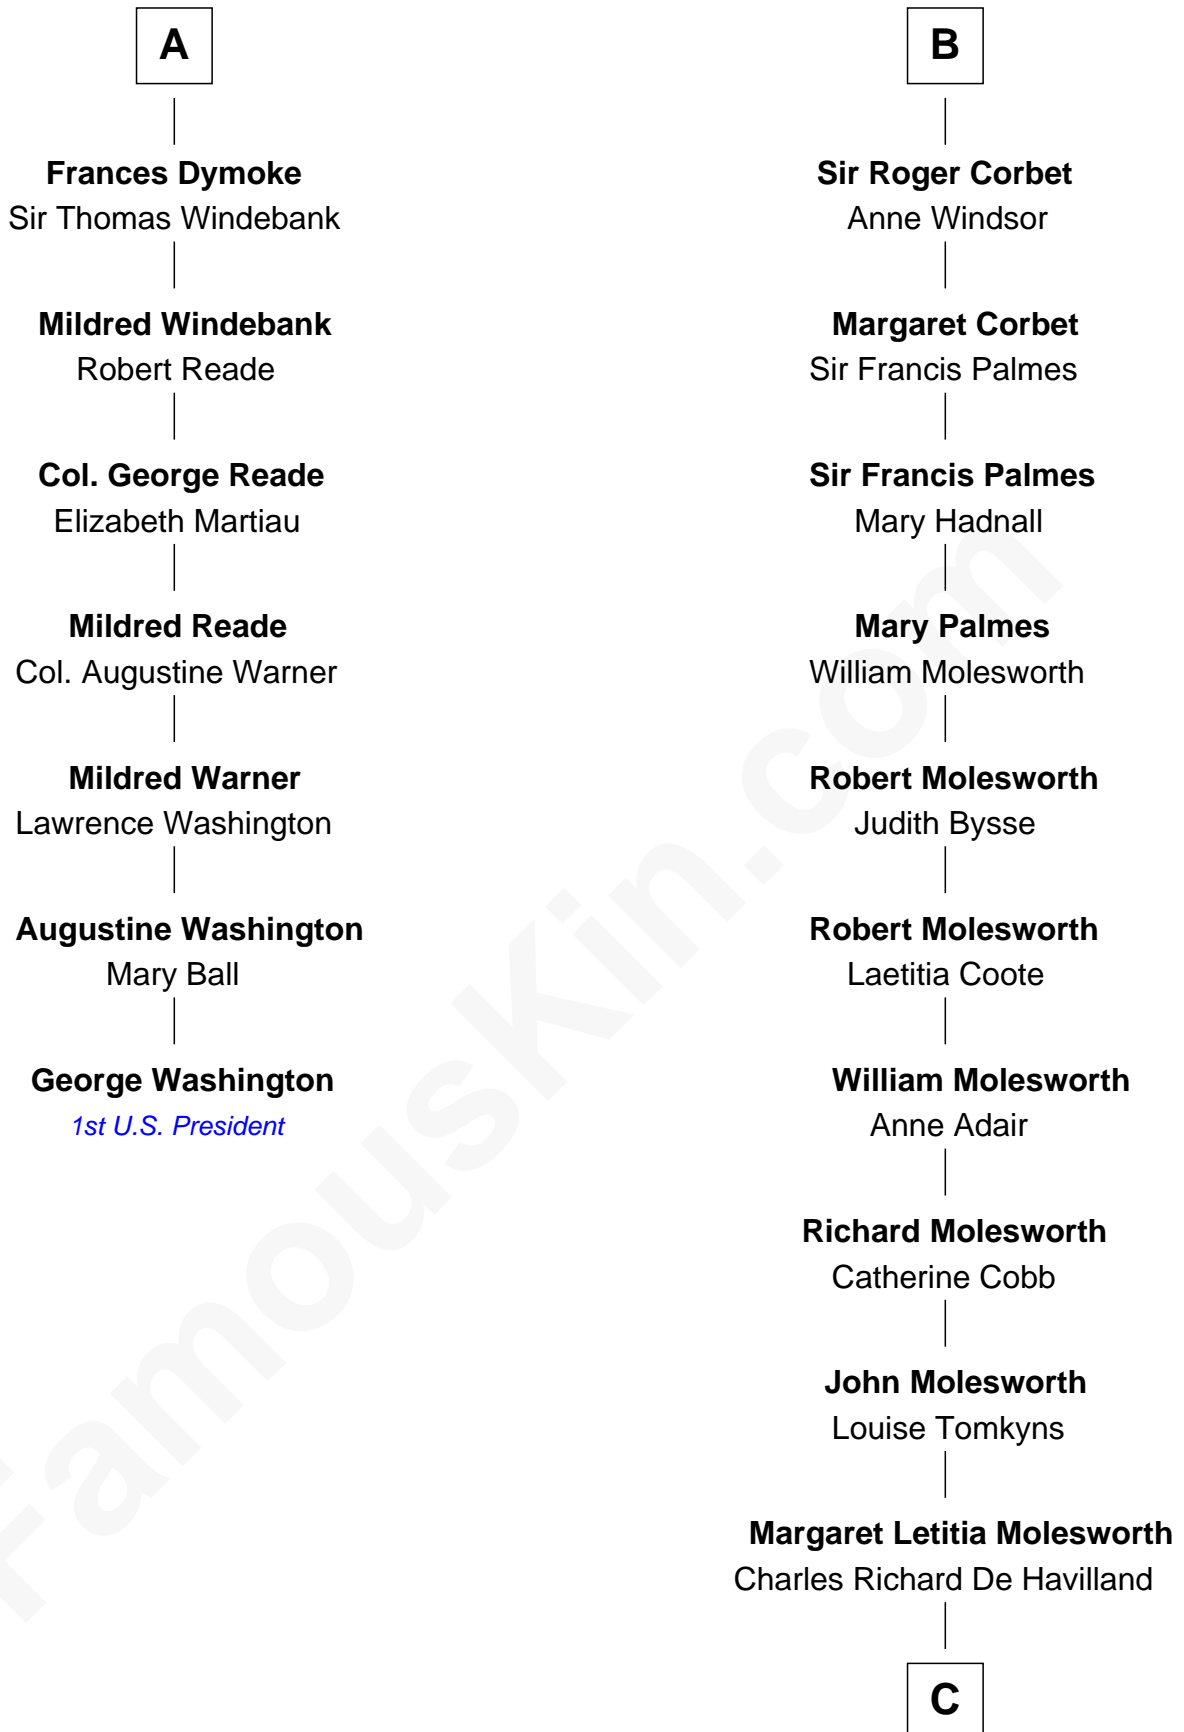 A
Frances Dymoke
Sir Thomas Windebank
Mildred Windebank
Robert Reade
Col. George Reade
Elizabeth Martiau
Mildred Reade
Col. Augustine Warner
Mildred Warner
Lawrence Washington
Augustine Washington
Mary Ball
George Washington
1st U.S. President
B
Sir Roger Corbet
Anne Windsor
Margaret Corbet
Sir Francis Palmes
Sir Francis Palmes
Mary Hadnall
Mary Palmes
William Molesworth
Robert Molesworth
Judith Bysse
Robert Molesworth
Laetitia Coote
William Molesworth
Anne Adair
Richard Molesworth
Catherine Cobb
John Molesworth
Louise Tomkyns
Margaret Letitia Molesworth
Charles Richard De Havilland
C
FamousKin.com